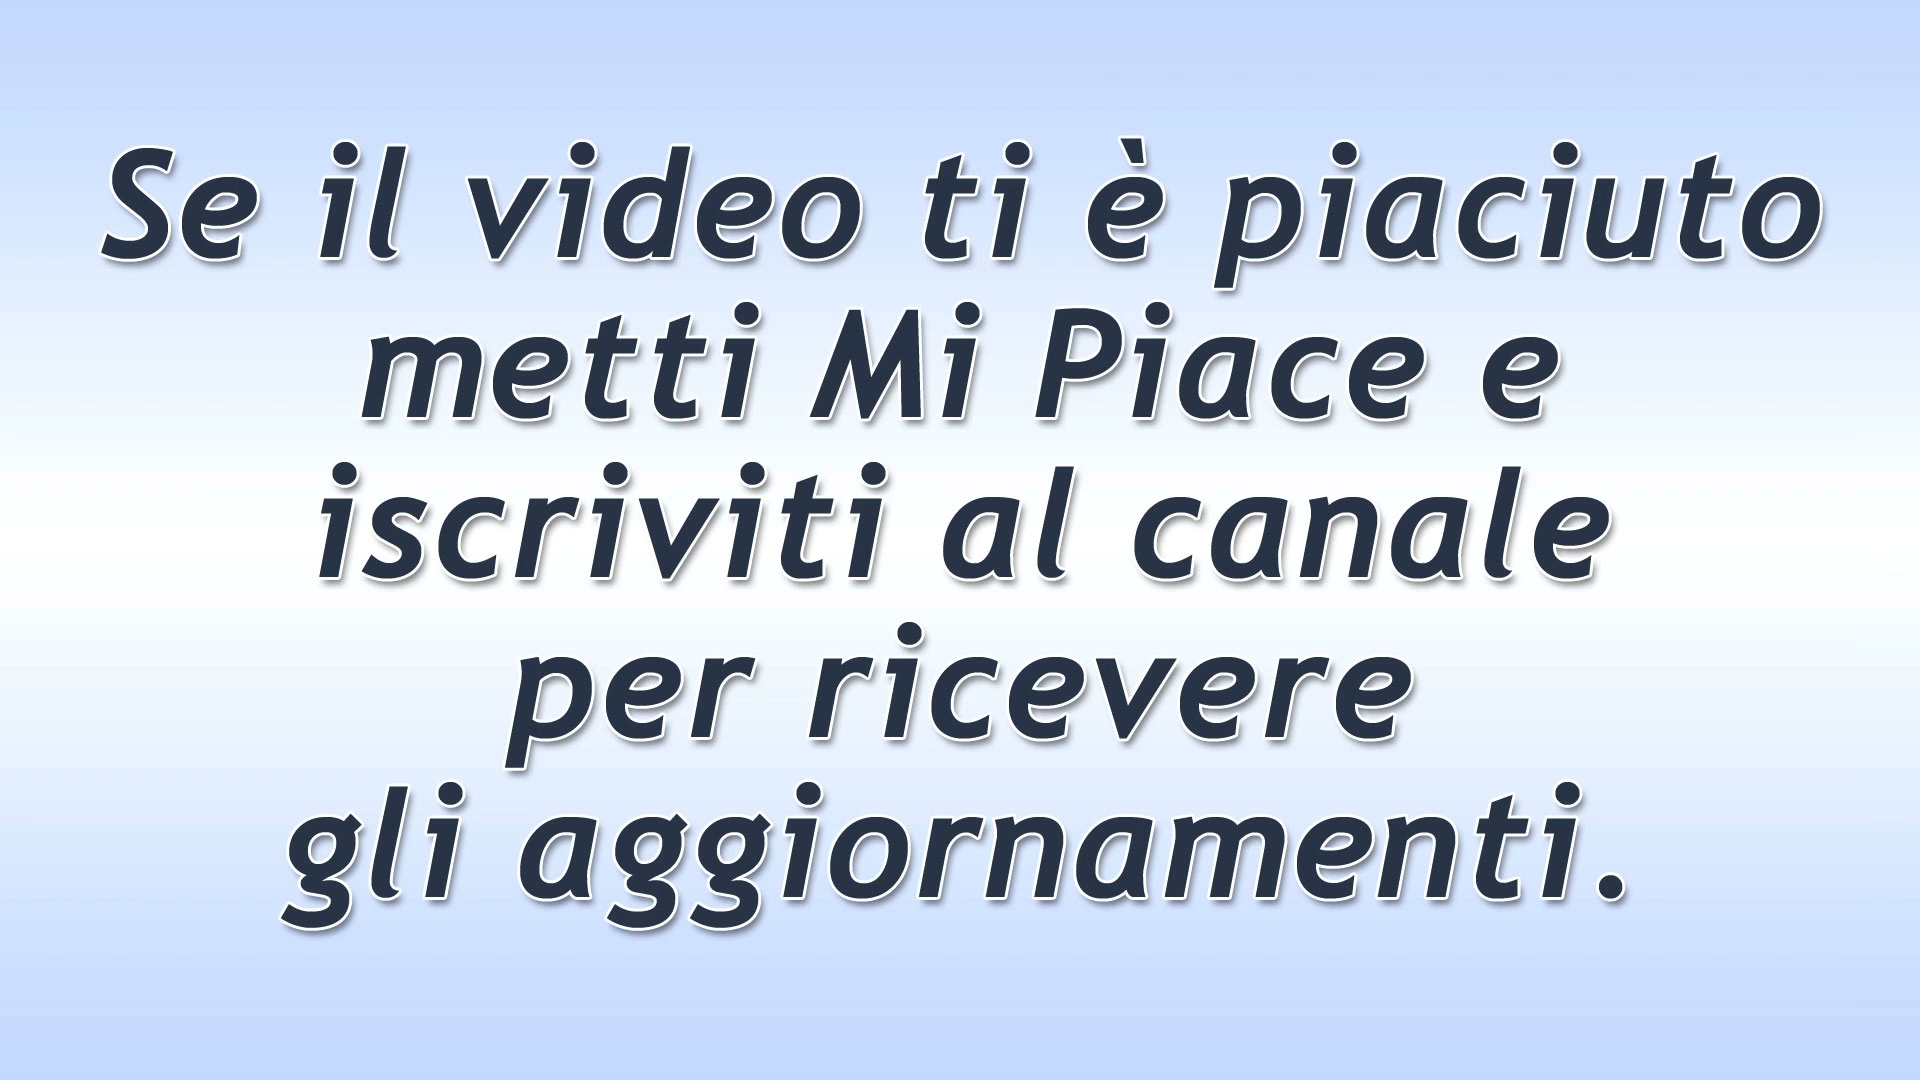 Se il video ti è piaciuto
metti Mi Piace e
iscriviti al canale
per ricevere
gli aggiornamenti.